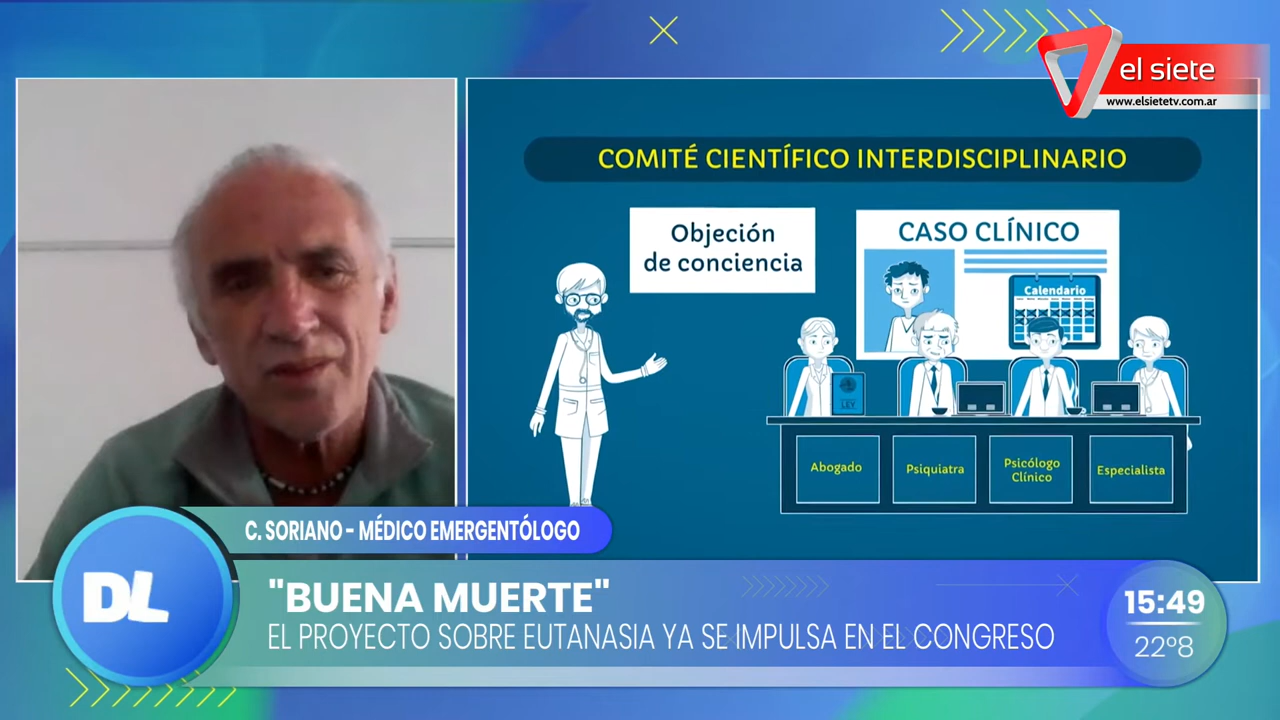 el siete
www.elsietetv.com.ar
COMITÉ CIENTÍFICO INTERDISCIPLINARIO
Objeción
de conciencia
CASO CLÍNICO
Calendario
LEY
Abogado
Psiquiatra
Psicólogo
Clínico
Especialista
C. SORIANO - MÉDICO EMERGENTÓLOGO
DL
"BUENA MUERTE"
EL PROYECTO SOBRE EUTANASIA YA SE IMPULSA EN EL CONGRESO
15:49
22º8